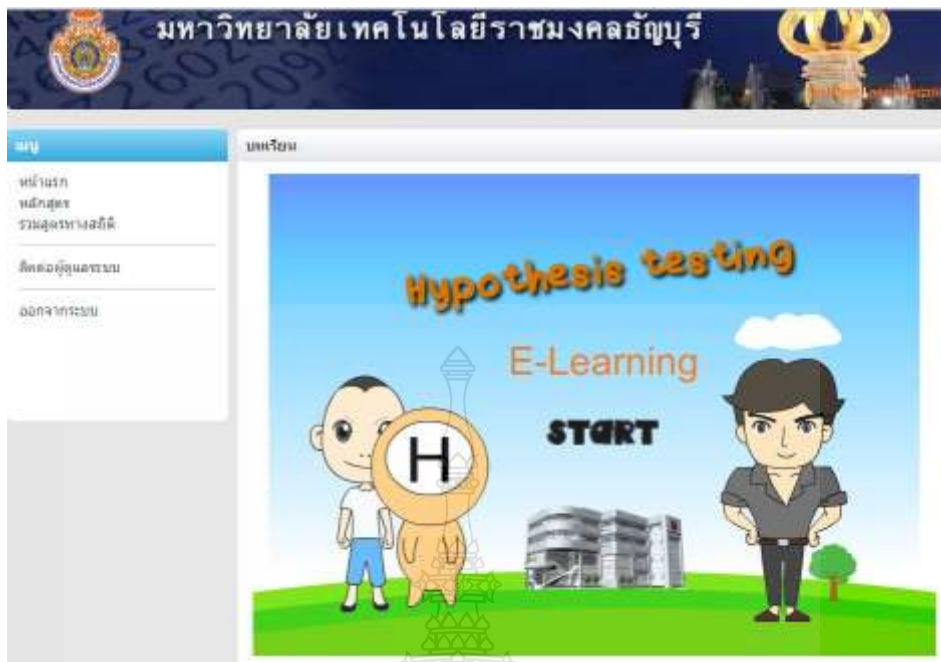 มหาวิทยาลัยเทคโนโลยีราชมงคลธัญบุรี
เมนู
หน้าแรก
หลักสูตร
รวมสูตรทางสถิติ
ติดต่อผู้ดูแลระบบ
ออกจากระบบ
บทเรียน
Hypothesis testing
E-Learning
START
H